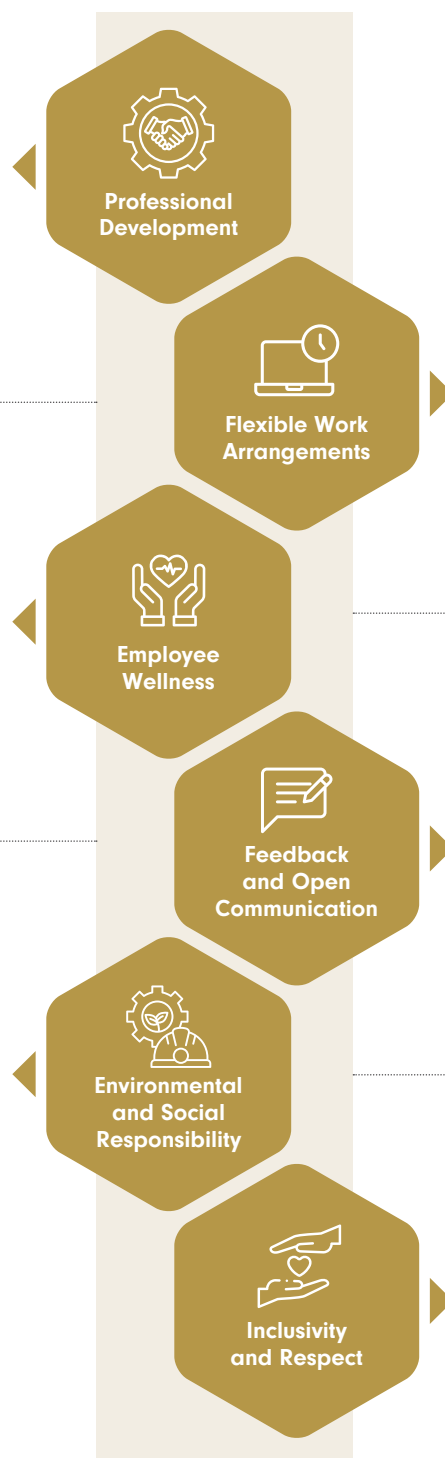 Professional
Development
Flexible Work
Arrangements
Employee
Wellness
Feedback
and Open
Communication
Environmental
and Social
Responsibility
Inclusivity
and Respect